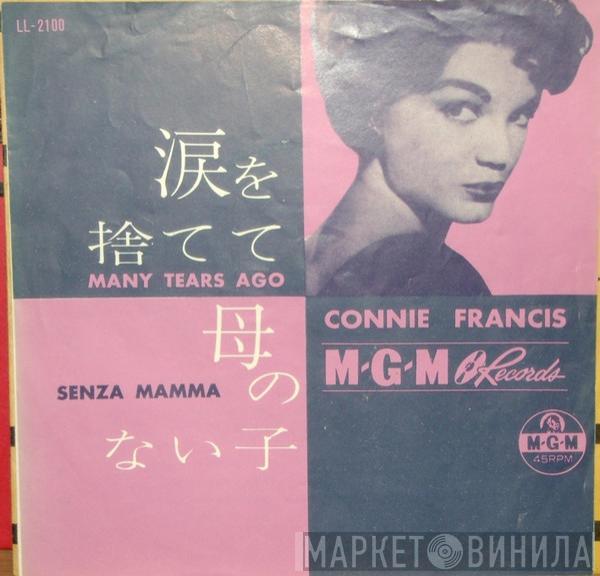 LL-2100
涙を
捨てて
MANY TEARS AGO
母の
ない子
SENZA MAMMA
CONNIE FRANCIS
M-G-M Records
M-G-M
45RPM
МАРКЕТ ВИНИЛА